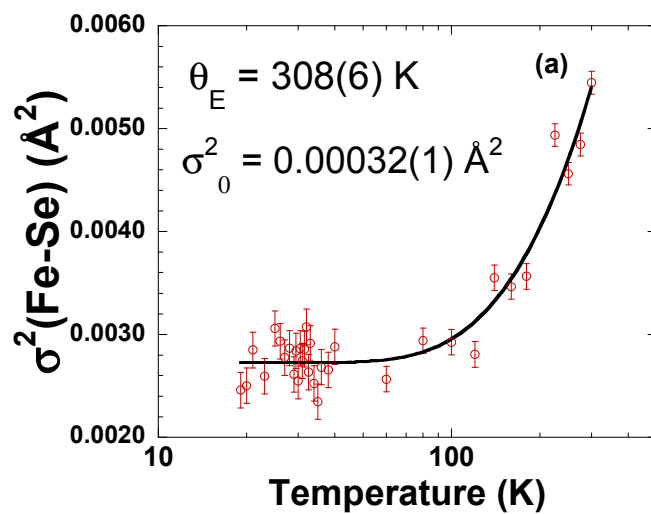 0.0060
(a)
θE = 308(6) K
0.0050
σ²0 = 0.00032(1) Å²
0.0040
σ²(Fe-Se) (Å²)
0.0030
0.0020
10
100
Temperature (K)